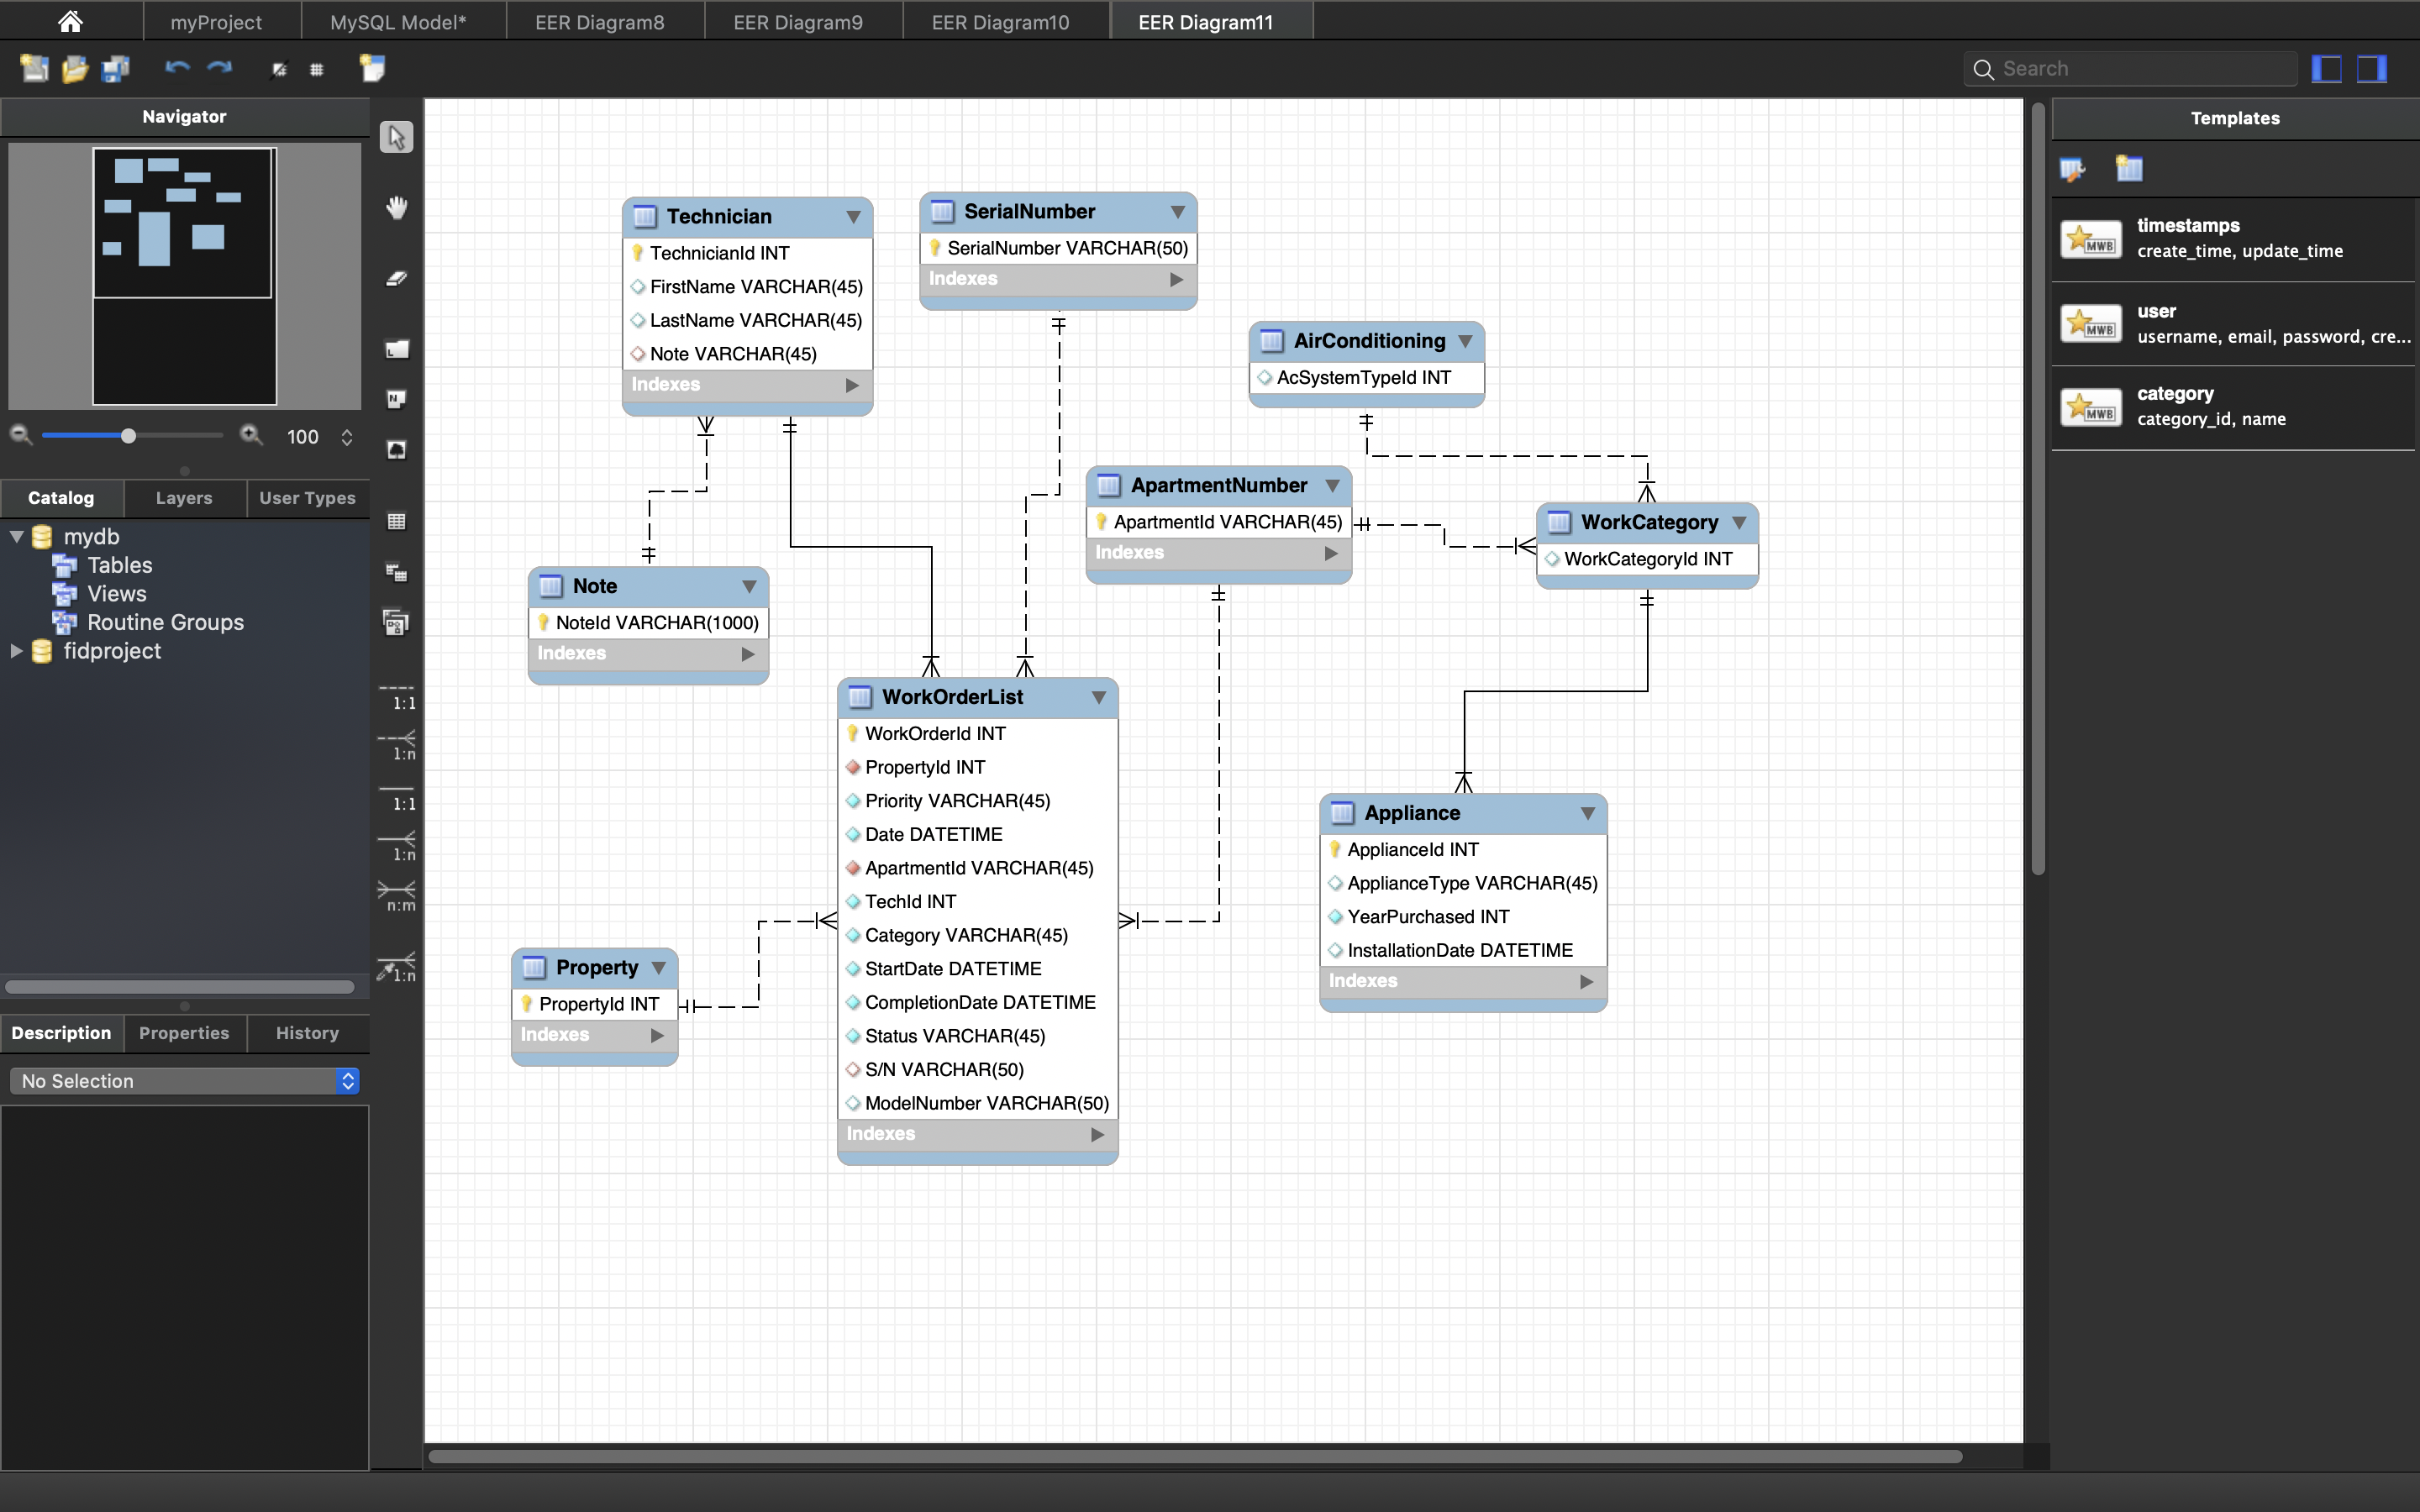 myProject
MySQL Model*
EER Diagram8
EER Diagram9
EER Diagram10
EER Diagram11
Search
Navigator
100
Catalog
Layers
User Types
mydb
Tables
Views
Routine Groups
fidproject
Description
Properties
History
No Selection
L
N
1:1
1:n
1:1
1:n
n:m
1:n
Technician
TechnicianId INT
FirstName VARCHAR(45)
LastName VARCHAR(45)
Note VARCHAR(45)
Indexes
SerialNumber
SerialNumber VARCHAR(50)
Indexes
AirConditioning
AcSystemTypeId INT
ApartmentNumber
ApartmentId VARCHAR(45)
Indexes
WorkCategory
WorkCategoryId INT
Note
NoteId VARCHAR(1000)
Indexes
WorkOrderList
WorkOrderId INT
PropertyId INT
Priority VARCHAR(45)
Date DATETIME
ApartmentId VARCHAR(45)
TechId INT
Category VARCHAR(45)
StartDate DATETIME
CompletionDate DATETIME
Status VARCHAR(45)
S/N VARCHAR(50)
ModelNumber VARCHAR(50)
Indexes
Appliance
ApplianceId INT
ApplianceType VARCHAR(45)
YearPurchased INT
InstallationDate DATETIME
Indexes
Property
PropertyId INT
Indexes
Templates
MWB
timestamps
create_time, update_time
MWB
user
username, email, password, cre...
MWB
category
category_id, name